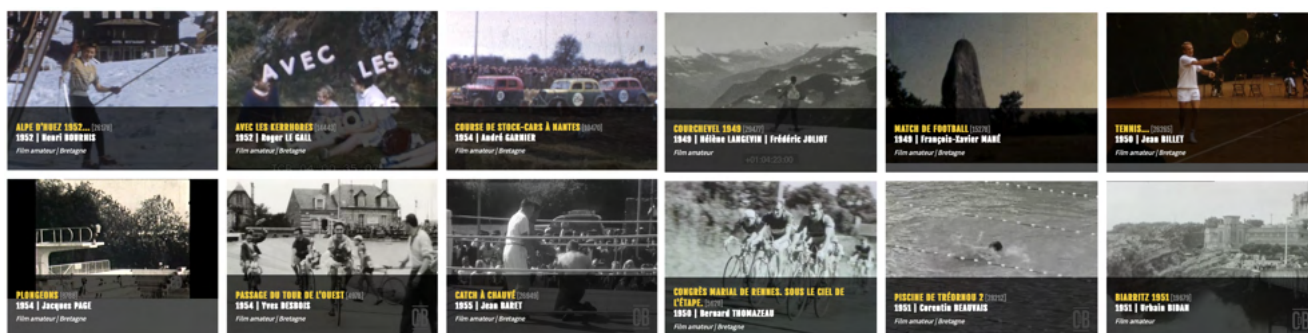 ALPE D'HUEZ 1952...
1952 | Henri BOURHIS
Film amateur | Bretagne
AVEC LES
AVEC LES KERRHORES
1952 | Roger LE GALL
Film amateur | Bretagne
COURSE DE STOCK-CARS À NANTES
1954 | André GARNIER
Film amateur | Bretagne
COURCHEVEL 1949
1949 | Hélène LANGEVIN | Frédéric JOLIOT
Film amateur
MATCH DE FOOTBALL
1949 | François-Xavier MARÉ
Film amateur | Bretagne
TENNIS...
1950 | Jean BILLET
Film amateur | Bretagne
PLONGEONS
1954 | Jacques PAGE
Film amateur | Bretagne
PASSAGE DU TOUR DE L'OUEST
1954 | Yves DESBOIS
Film amateur | Bretagne
CATCH À CHAUVÉ
1955 | Jean BARET
Film amateur | Bretagne
CONGRÈS MARIAL DE RENNES. SOUS LE CIEL DE
L'ÉTAPE.
1950 | Bernard THOMAZEAU
Film amateur | Bretagne
PISCINE DE TRÉORNOU 2
1951 | Corentin BEAUVAIS
Film amateur | Bretagne
BIARRITZ 1951
1951 | Urbain BIDAN
Film amateur | Bretagne